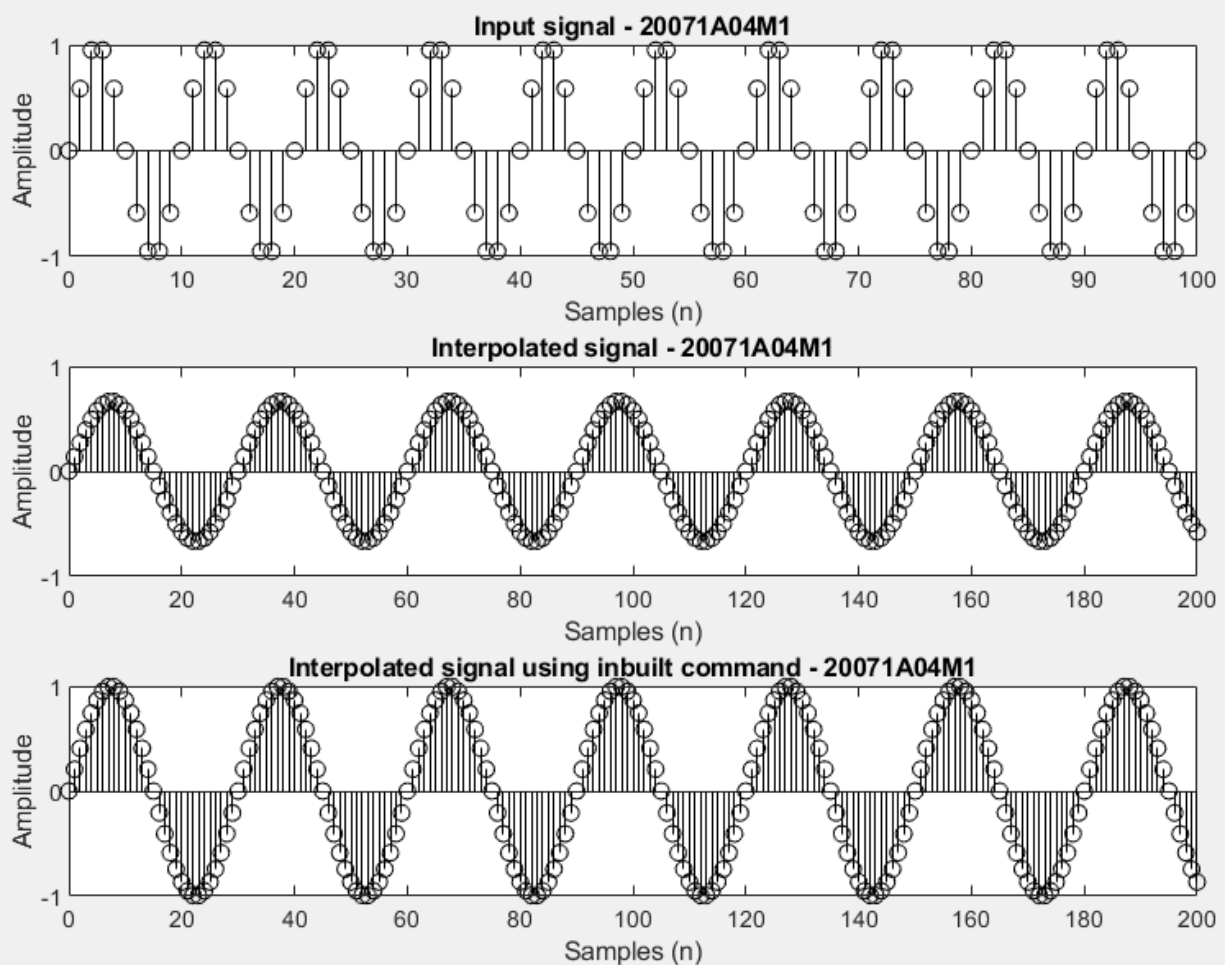 Input signal - 20071A04M1
Amplitude
1
0
-1
0 10 20 30 40 50 60 70 80 90 100
Samples (n)
Interpolated signal - 20071A04M1
Amplitude
1
0
-1
0 20 40 60 80 100 120 140 160 180 200
Samples (n)
Interpolated signal using inbuilt command - 20071A04M1
Amplitude
1
0
-1
0 20 40 60 80 100 120 140 160 180 200
Samples (n)